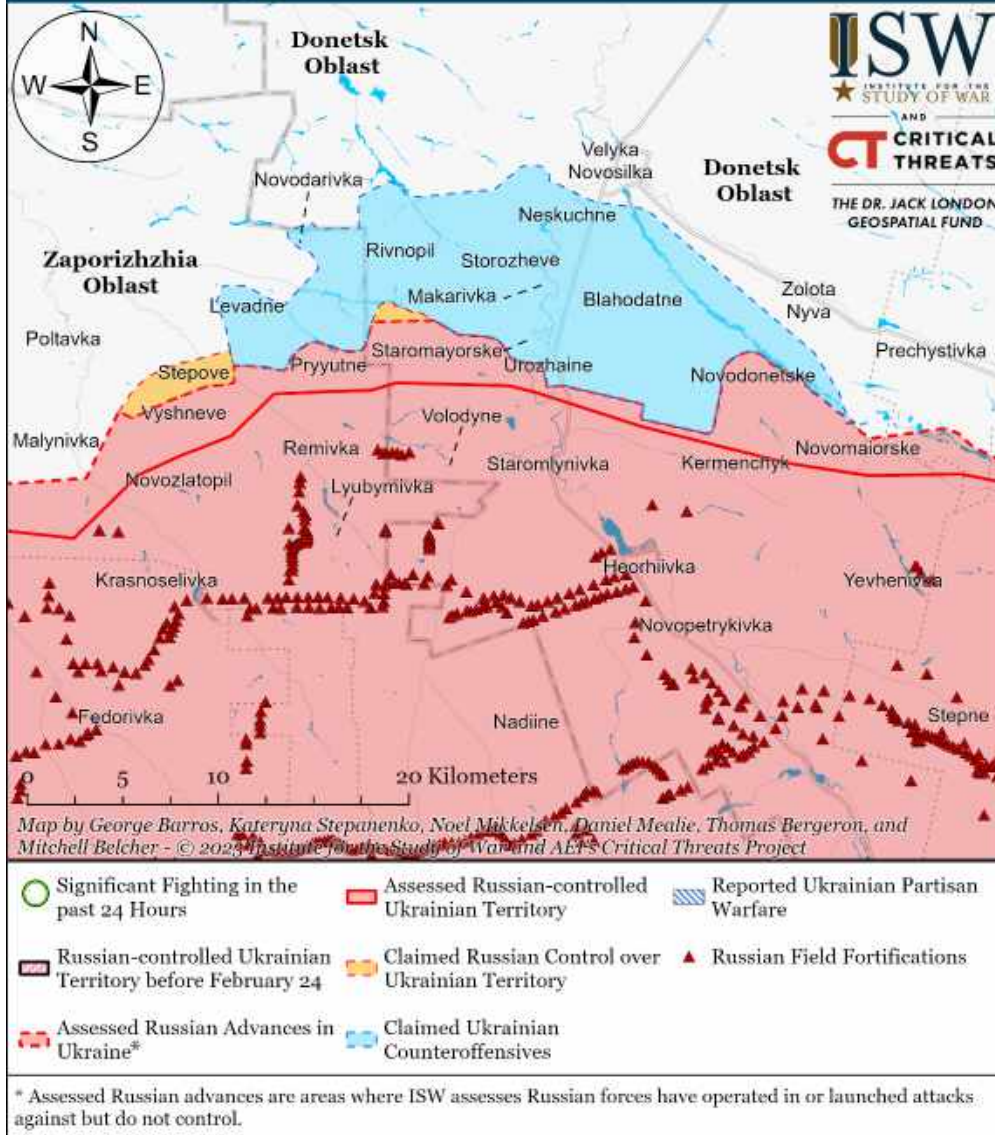 N
W E
S
Donetsk
Oblast
ISW
INSTITUTE FOR THE
STUDY OF WAR
AND
CT CRITICAL
THREATS
THE DR. JACK LONDON
GEOSPATIAL FUND
Velyka
Novosilka
Donetsk
Oblast
Novodarivka
Neskuchne
Rivnopil
Storozheve
Zaporizhzhia
Oblast
Makarivka
Blahodatne
Zolota
Nyva
Levadne
Poltavka
Staromayorske
Prechystivka
Stepove
Pryyutne
Urozhaine
Novodonetske
Vyshneve
Volodyne
Malynivka
Remivka
Staromlynivka
Kermenchyk
Novomaiorske
Novozlatopil
Lyubymivka
Krasnoselivka
Heorhiivka
Yevhenivka
Novopetrykivka
Fedorivka
Nadiine
Stepne
0 5 10 20 Kilometers
Map by George Barros, Kateryna Stepanenko, Noel Mikkelsen, Daniel Mealie, Thomas Bergeron, and
Mitchell Belcher - © 2023 Institute for the Study of War and AEI's Critical Threats Project
Significant Fighting in the
past 24 Hours
Assessed Russian-controlled
Ukrainian Territory
Reported Ukrainian Partisan
Warfare
Russian-controlled Ukrainian
Territory before February 24
Claimed Russian Control over
Ukrainian Territory
Russian Field Fortifications
Assessed Russian Advances in
Ukraine*
Claimed Ukrainian
Counteroffensives
* Assessed Russian advances are areas where ISW assesses Russian forces have operated in or launched attacks
against but do not control.